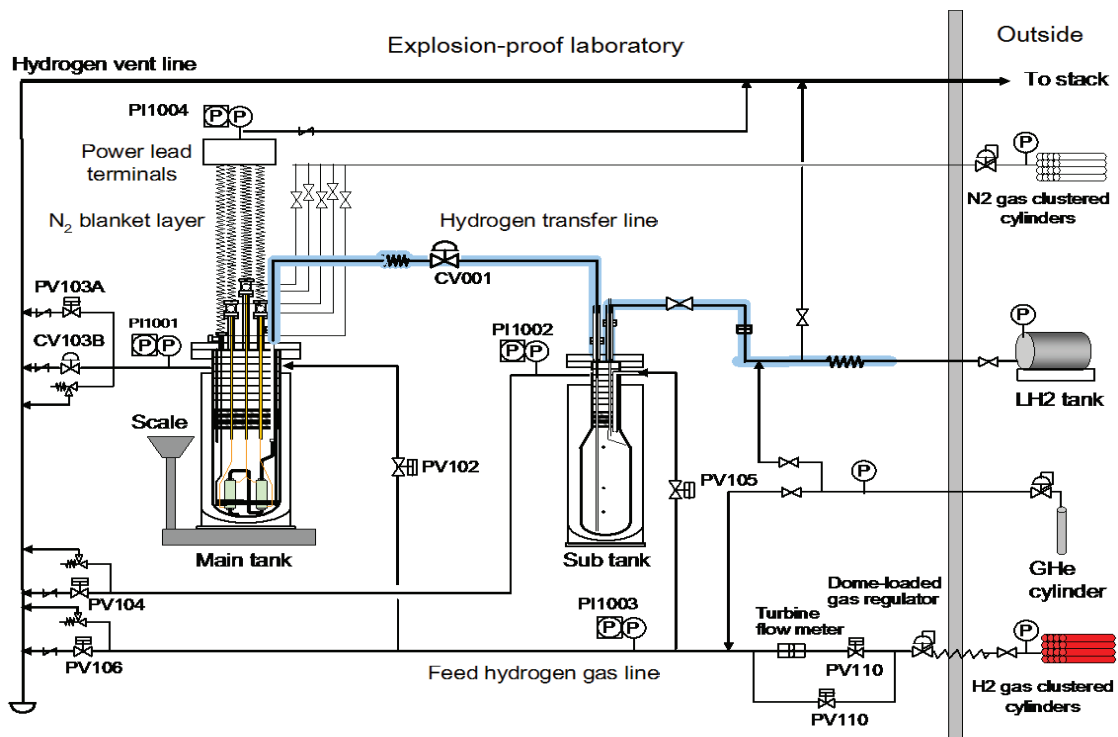 Explosion-proof laboratory
Outside
Hydrogen vent line
To stack
PI1004
P P
Power lead
terminals
P
N2 gas clustered
cylinders
N2 blanket layer
Hydrogen transfer line
CV001
PV103A
PI1001
P P
CV103B
PI1002
P P
P
LH2 tank
Scale
PV102
PV105
P
Main tank
Sub tank
GHe
cylinder
PV104
PI1003
P P
Dome-loaded
gas regulator
Turbine
flow meter
P
PV106
Feed hydrogen gas line
PV110
H2 gas clustered
cylinders
PV110